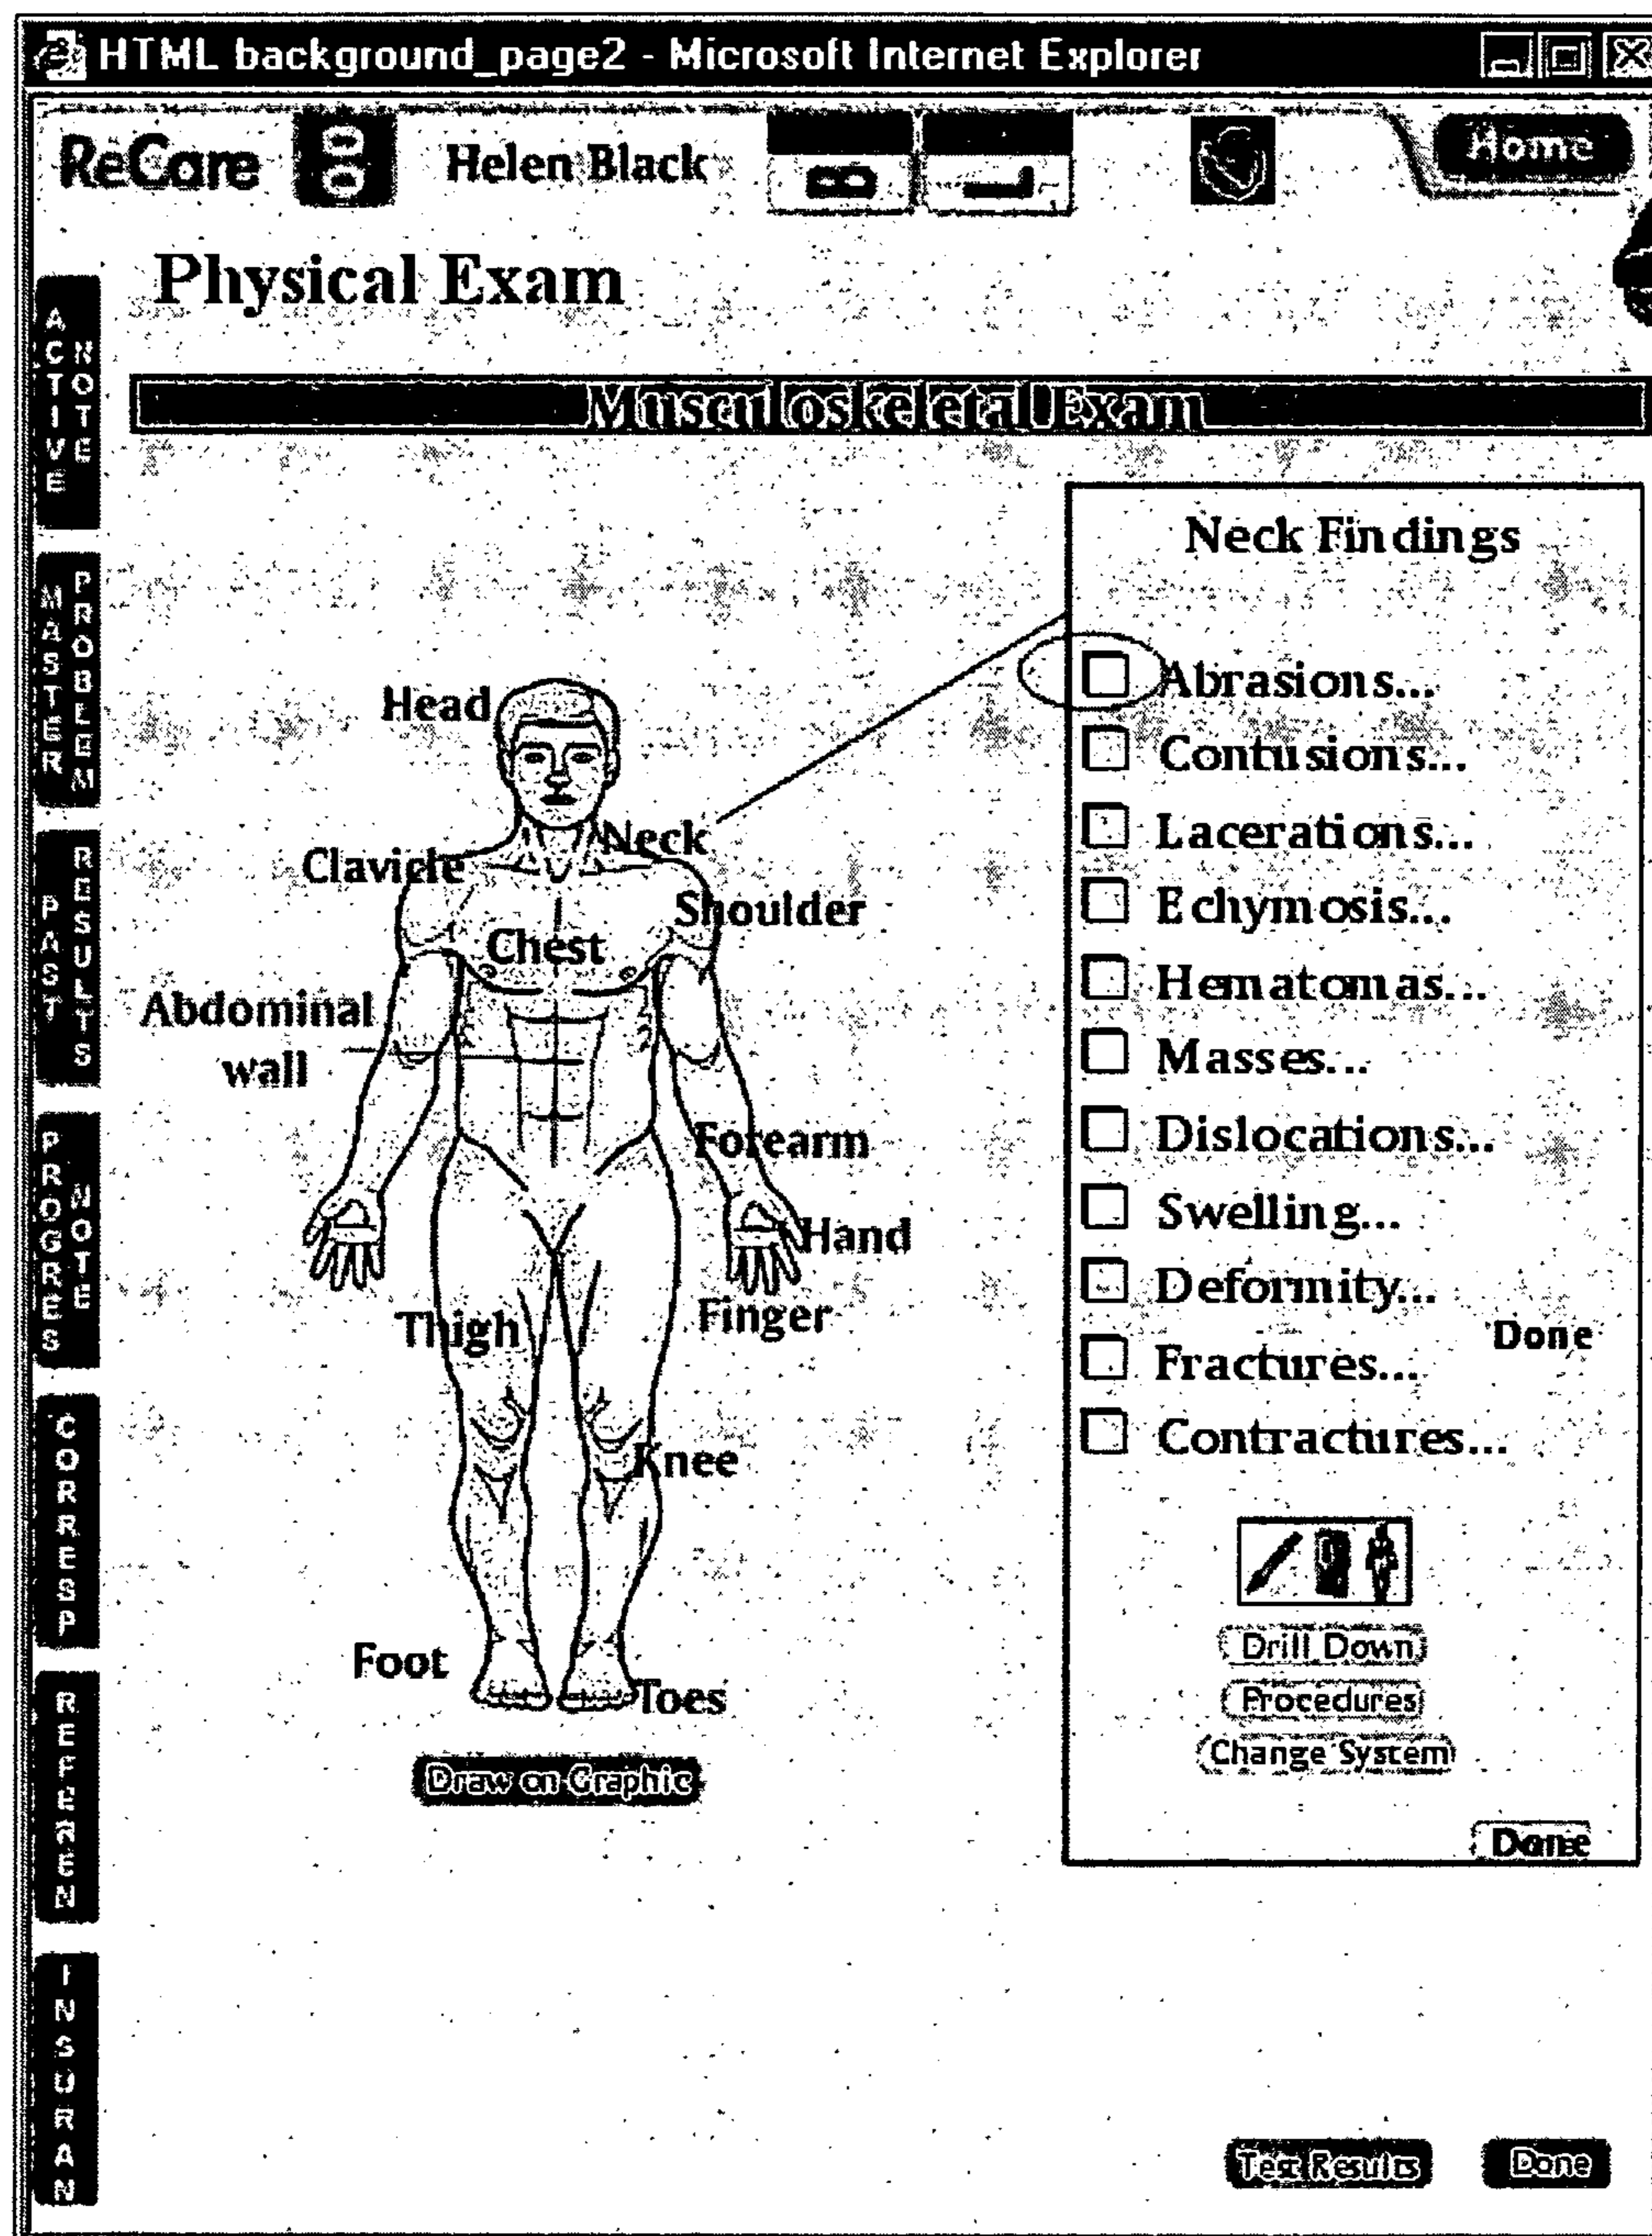 HTML background_page2 - Microsoft Internet Explorer
ReCare
Helen Black
B L
Home
Physical Exam
Musculoskeletal Exam
ACTIVE NOTE
MASTER PROBLEM
PAST RESULTS
PROGRES NOTE
CORRESP
REFEREN
INSURAN
Head
Neck
Clavicle
Shoulder
Chest
Abdominal
wall
Forearm
Hand
Finger
Thigh
Knee
Foot
Toes
Draw on Graphic
Neck Findings
Abrasions...
Contusions...
Lacerations...
Echymosis...
Hematomas...
Masses...
Dislocations...
Swelling...
Deformity...
Done
Fractures...
Contractures...
Drill Down
Procedures
Change System
Done
Test Results
Done